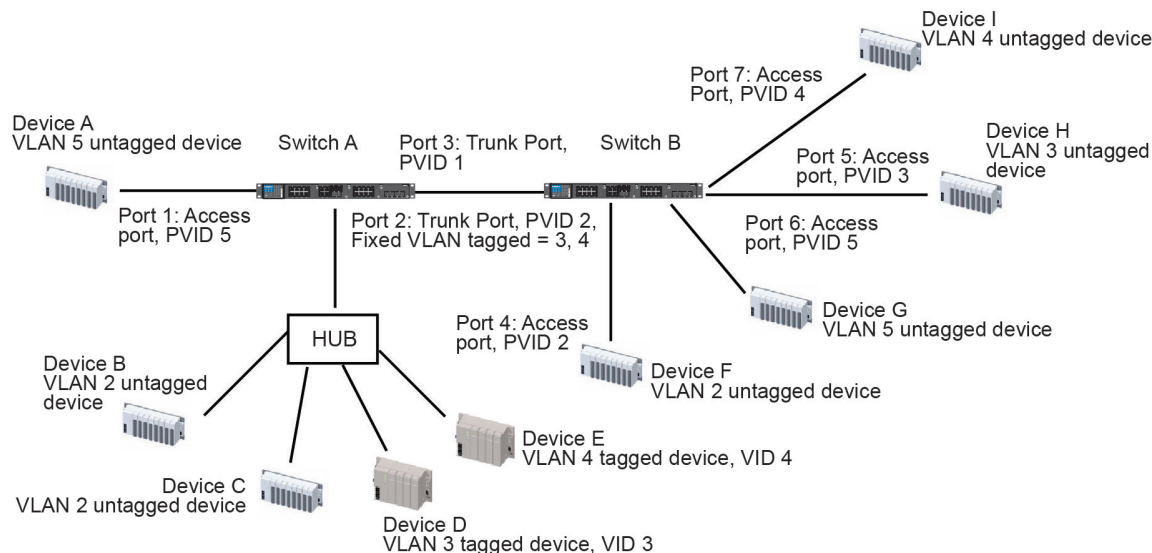 Device I
VLAN 4 untagged device
Port 7: Access
Port, PVID 4
Device A
VLAN 5 untagged device
Switch A
Port 3: Trunk Port,
PVID 1
Switch B
Device H
VLAN 3 untagged
device
Port 5: Access
port, PVID 3
Port 1: Access
port, PVID 5
Port 2: Trunk Port, PVID 2,
Fixed VLAN tagged = 3, 4
Port 6: Access
port, PVID 5
Device G
VLAN 5 untagged device
HUB
Port 4: Access
port, PVID 2
Device B
VLAN 2 untagged
device
Device F
VLAN 2 untagged device
Device E
VLAN 4 tagged device, VID 4
Device C
VLAN 2 untagged device
Device D
VLAN 3 tagged device, VID 3